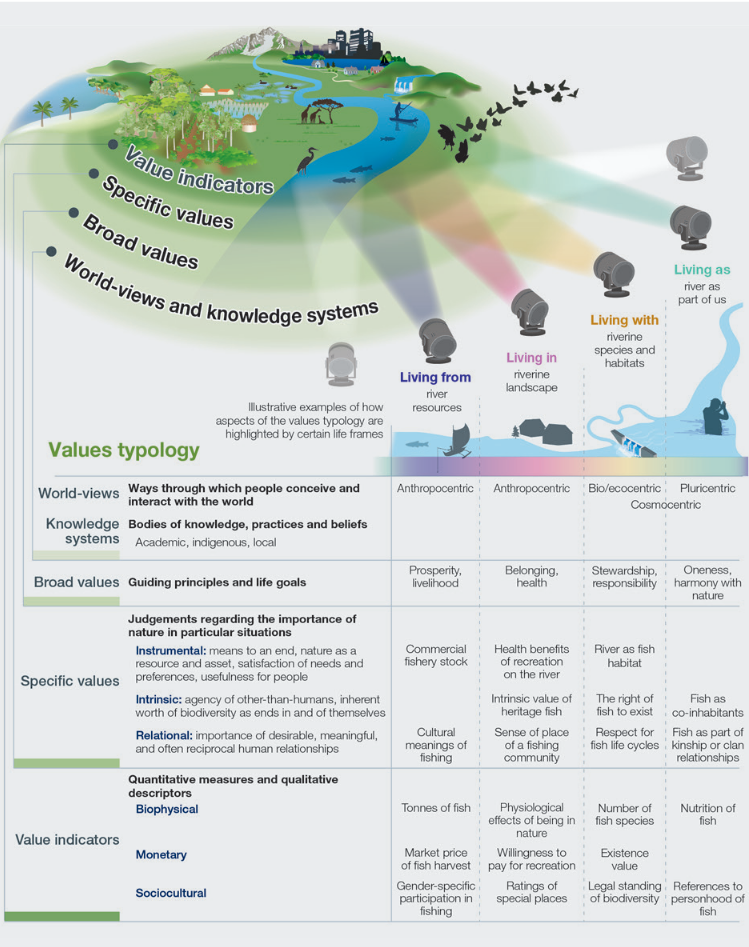 Value indicators
Specific values
Broad values
World-views and knowledge systems
Living as
river as
part of us
Living with
riverine
species and
habitats
Living in
riverine
landscape
Living from
river
resources
Illustrative examples of how
aspects of the values typology are
highlighted by certain life frames
Values typology
World-views
Ways through which people conceive and
interact with the world
Anthropocentric
Anthropocentric
Bio/ecocentric
Pluricentric
Cosmocentric
Knowledge
systems
Bodies of knowledge, practices and beliefs
Academic, indigenous, local
Broad values
Guiding principles and life goals
Prosperity,
livelihood
Belonging,
health
Stewardship,
responsibility
Oneness,
harmony with
nature
Specific values
Judgements regarding the importance of
nature in particular situations
Instrumental: means to an end, nature as a
resource and asset, satisfaction of needs and
preferences, usefulness for people
Commercial
fishery stock
Health benefits
of recreation
on the river
River as fish
habitat
Intrinsic: agency of other-than-humans, inherent
worth of biodiversity as ends in and of themselves
Intrinsic value of
heritage fish
The right of
fish to exist
Fish as
co-inhabitants
Relational: importance of desirable, meaningful,
and often reciprocal human relationships
Cultural
meanings of
fishing
Sense of place
of a fishing
community
Respect for
fish life cycles
Fish as part of
kinship or clan
relationships
Value indicators
Quantitative measures and qualitative
descriptors
Biophysical
Tonnes of fish
Physiological
effects of being in
nature
Number of
fish species
Nutrition of
fish
Monetary
Market price
of fish harvest
Willingness to
pay for recreation
Existence
value
Sociocultural
Gender-specific
participation in
fishing
Ratings of
special places
Legal standing
of biodiversity
References to
personhood of
fish